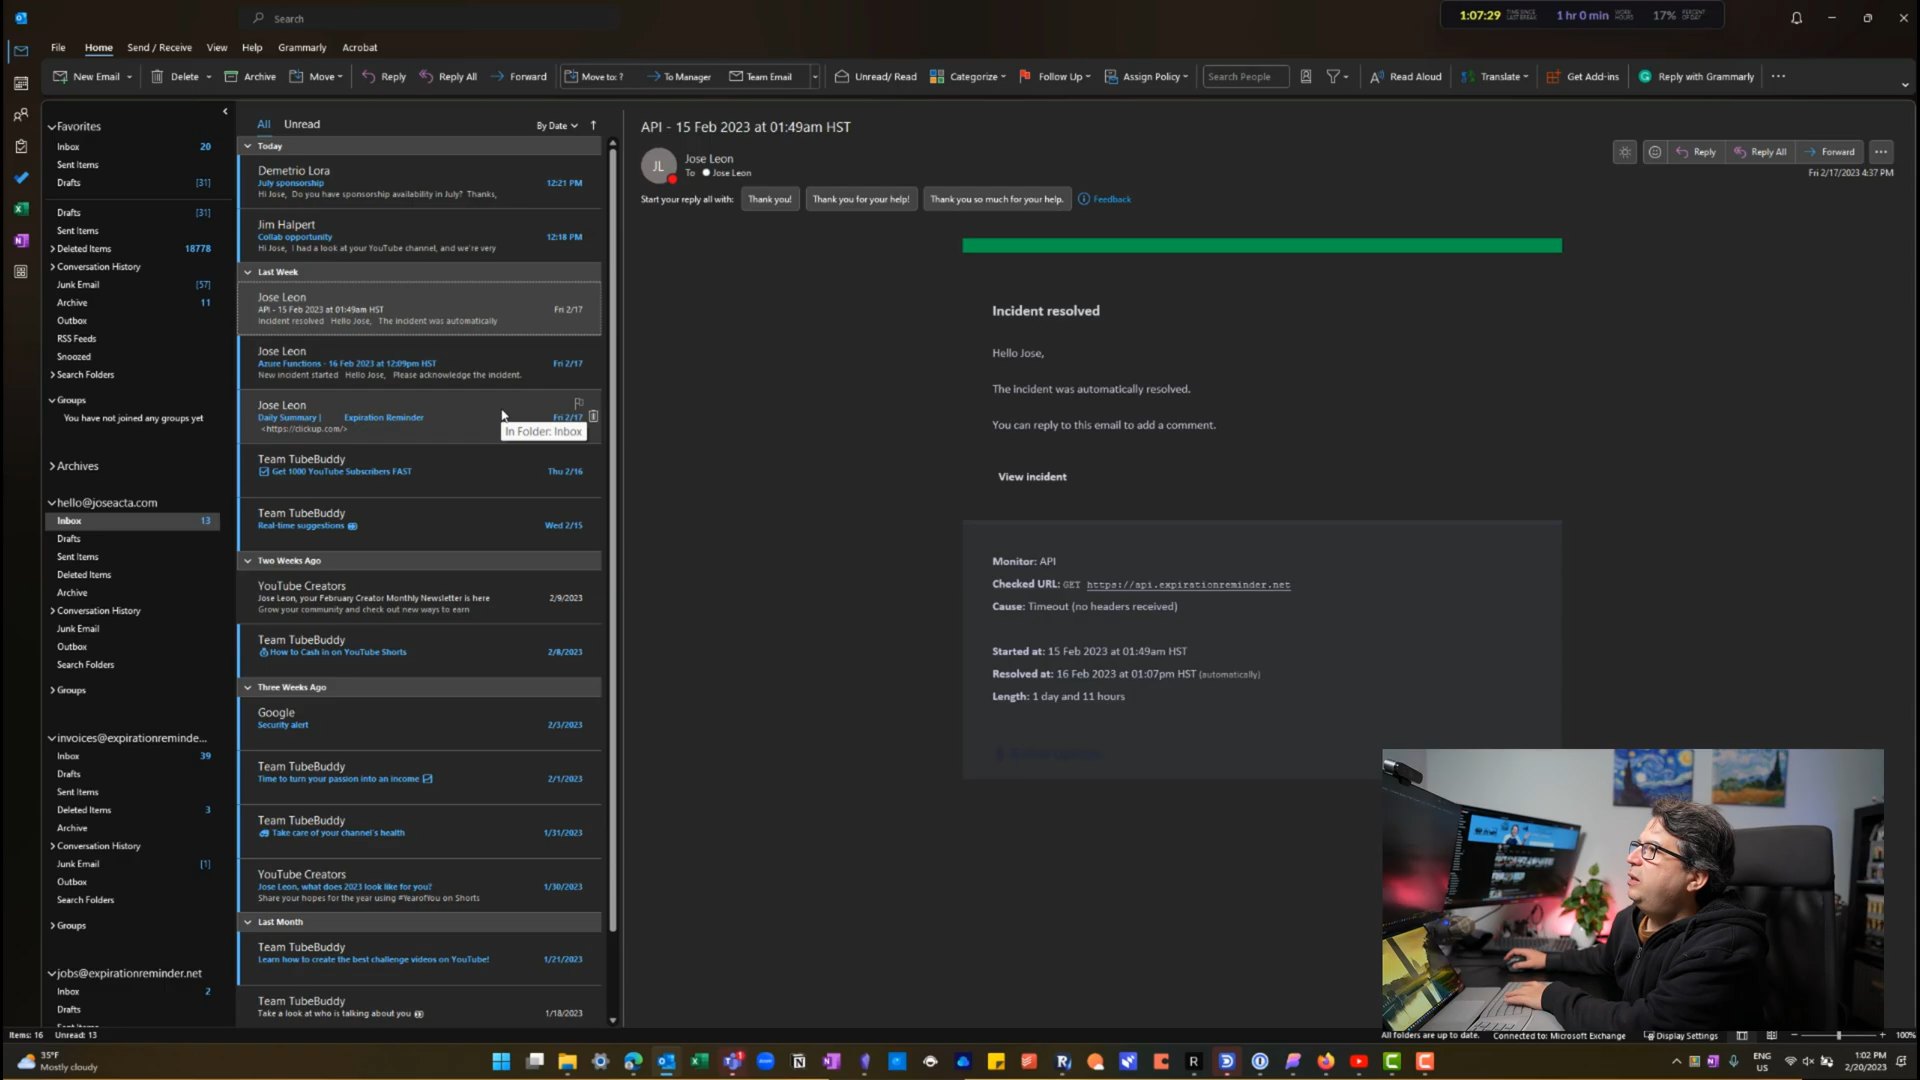 Search
1:07:29 TIME SINCE LAST BREAK 1 hr 0 min WORK HOURS 17% PERCENT OF DAY
File Home Send / Receive View Help Grammarly Acrobat
New Email Delete Archive Move Reply Reply All Forward Move to: ? To Manager Team Email Unread/ Read Categorize Follow Up Assign Policy Search People Read Aloud Translate Get Add-ins Reply with Grammarly
Favorites
Inbox 20
Sent Items
Drafts [31]
Drafts [31]
Sent Items
Deleted Items 18778
Conversation History
Junk Email [57]
Archive 11
Outbox
RSS Feeds
Snoozed
Search Folders
Groups
You have not joined any groups yet
Archives
hello@joseacta.com
Inbox 13
Drafts
Sent Items
Deleted Items
Archive
Conversation History
Junk Email
Outbox
Search Folders
Groups
invoices@expirationreminde...
Inbox 39
Drafts
Sent Items
Deleted Items 3
Archive
Conversation History
Junk Email [1]
Outbox
Search Folders
Groups
jobs@expirationreminder.net
Inbox 2
Drafts
All Unread By Date
Today
Demetrio Lora
July sponsorship 12:21 PM
Hi Jose, Do you have sponsorship availability in July? Thanks,
Jim Halpert
Collab opportunity 12:18 PM
Hi Jose, I had a look at your YouTube channel, and we're very
Last Week
Jose Leon
API - 15 Feb 2023 at 01:49am HST Fri 2/17
Incident resolved Hello Jose, The incident was automatically
Jose Leon
Azure Functions - 16 Feb 2023 at 12:09pm HST Fri 2/17
New incident started Hello Jose, Please acknowledge the incident.
Jose Leon
Daily Summary | Expiration Reminder Fri 2/17
<https://clickup.com/>
In Folder: Inbox
Team TubeBuddy
Get 1000 YouTube Subscribers FAST Thu 2/16
Team TubeBuddy
Real-time suggestions Wed 2/15
Two Weeks Ago
YouTube Creators
Jose Leon, your February Creator Monthly Newsletter is here 2/9/2023
Grow your community and check out new ways to earn
Team TubeBuddy
How to Cash in on YouTube Shorts 2/8/2023
Three Weeks Ago
Google
Security alert 2/3/2023
Team TubeBuddy
Time to turn your passion into an income 2/1/2023
Team TubeBuddy
Take care of your channel's health 1/31/2023
YouTube Creators
Jose Leon, what does 2023 look like for you? 1/30/2023
Share your hopes for the year using #YearofYou on Shorts
Last Month
Team TubeBuddy
Learn how to create the best challenge videos on YouTube! 1/21/2023
Team TubeBuddy
Take a look at who is talking about you 1/18/2023
API - 15 Feb 2023 at 01:49am HST
JL
Jose Leon
To Jose Leon
Reply Reply All Forward
Fri 2/17/2023 4:37 PM
Start your reply all with: Thank you! Thank you for your help! Thank you so much for your help. Feedback
Incident resolved
Hello Jose,
The incident was automatically resolved.
You can reply to this email to add a comment.
View incident
Monitor: API
Checked URL: GET https://api.expirationreminder.net
Cause: Timeout (no headers received)
Started at: 15 Feb 2023 at 01:49am HST
Resolved at: 16 Feb 2023 at 01:07pm HST (automatically)
Length: 1 day and 11 hours
Items: 16 Unread: 13
All folders are up to date. Connected to: Microsoft Exchange Display Settings 100%
35°F
Mostly cloudy
ENG
US
1:02 PM
2/20/2023